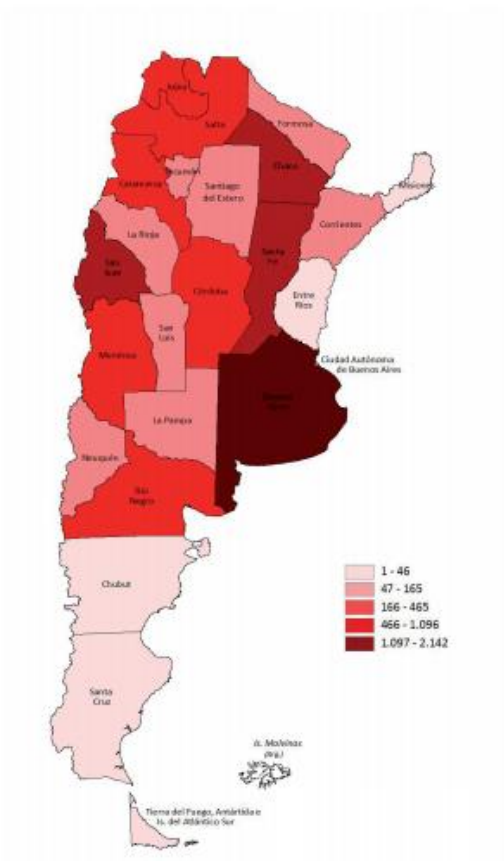 Jujuy
Salta
Formosa
Chaco
Tucumán
Misiones
Catamarca
Santiago
del Estero
Corrientes
La Rioja
Santa
Fe
San
Juan
Córdoba
Entre
Ríos
San
Luis
Mendoza
Ciudad Autónoma
de Buenos Aires
Buenos
Aires
La Pampa
Neuquén
Río
Negro
Chubut
1 - 46
47 - 165
166 - 465
466 - 1.096
1.097 - 2.142
Santa
Cruz
Is. Malvinas
(Arg.)
Tierra del Fuego, Antártida e
Is. del Atlántico Sur